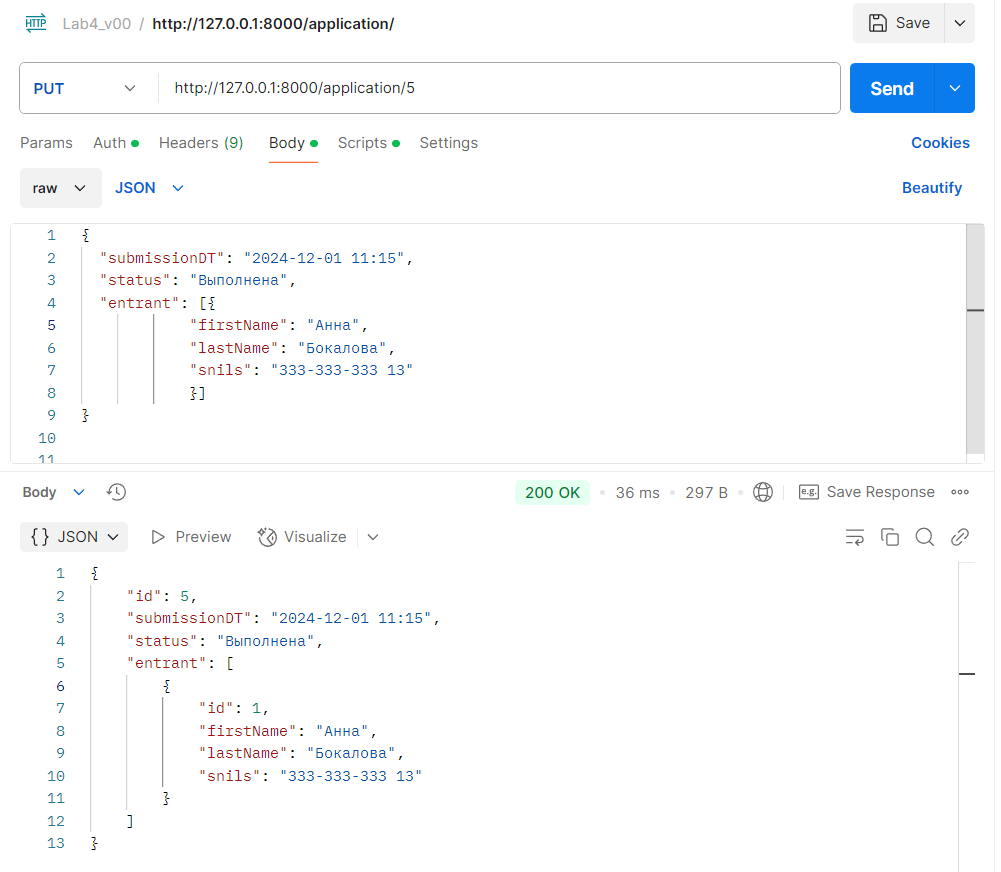 HTTP Lab4_v00 / http://127.0.0.1:8000/application/ Save
PUT http://127.0.0.1:8000/application/5 Send
Params Auth Headers (9) Body Scripts Settings Cookies
raw JSON Beautify
1 {
2 "submissionDT": "2024-12-01 11:15",
3 "status": "Выполнена",
4 "entrant": [{
5 "firstName": "Анна",
6 "lastName": "Бокалова",
7 "snils": "333-333-333 13"
8 }]
9 }
10
11
Body 200 OK • 36 ms • 297 B • e.g. Save Response
{} JSON Preview Visualize
1 {
2 "id": 5,
3 "submissionDT": "2024-12-01 11:15",
4 "status": "Выполнена",
5 "entrant": [
6 {
7 "id": 1,
8 "firstName": "Анна",
9 "lastName": "Бокалова",
10 "snils": "333-333-333 13"
11 }
12 ]
13 }